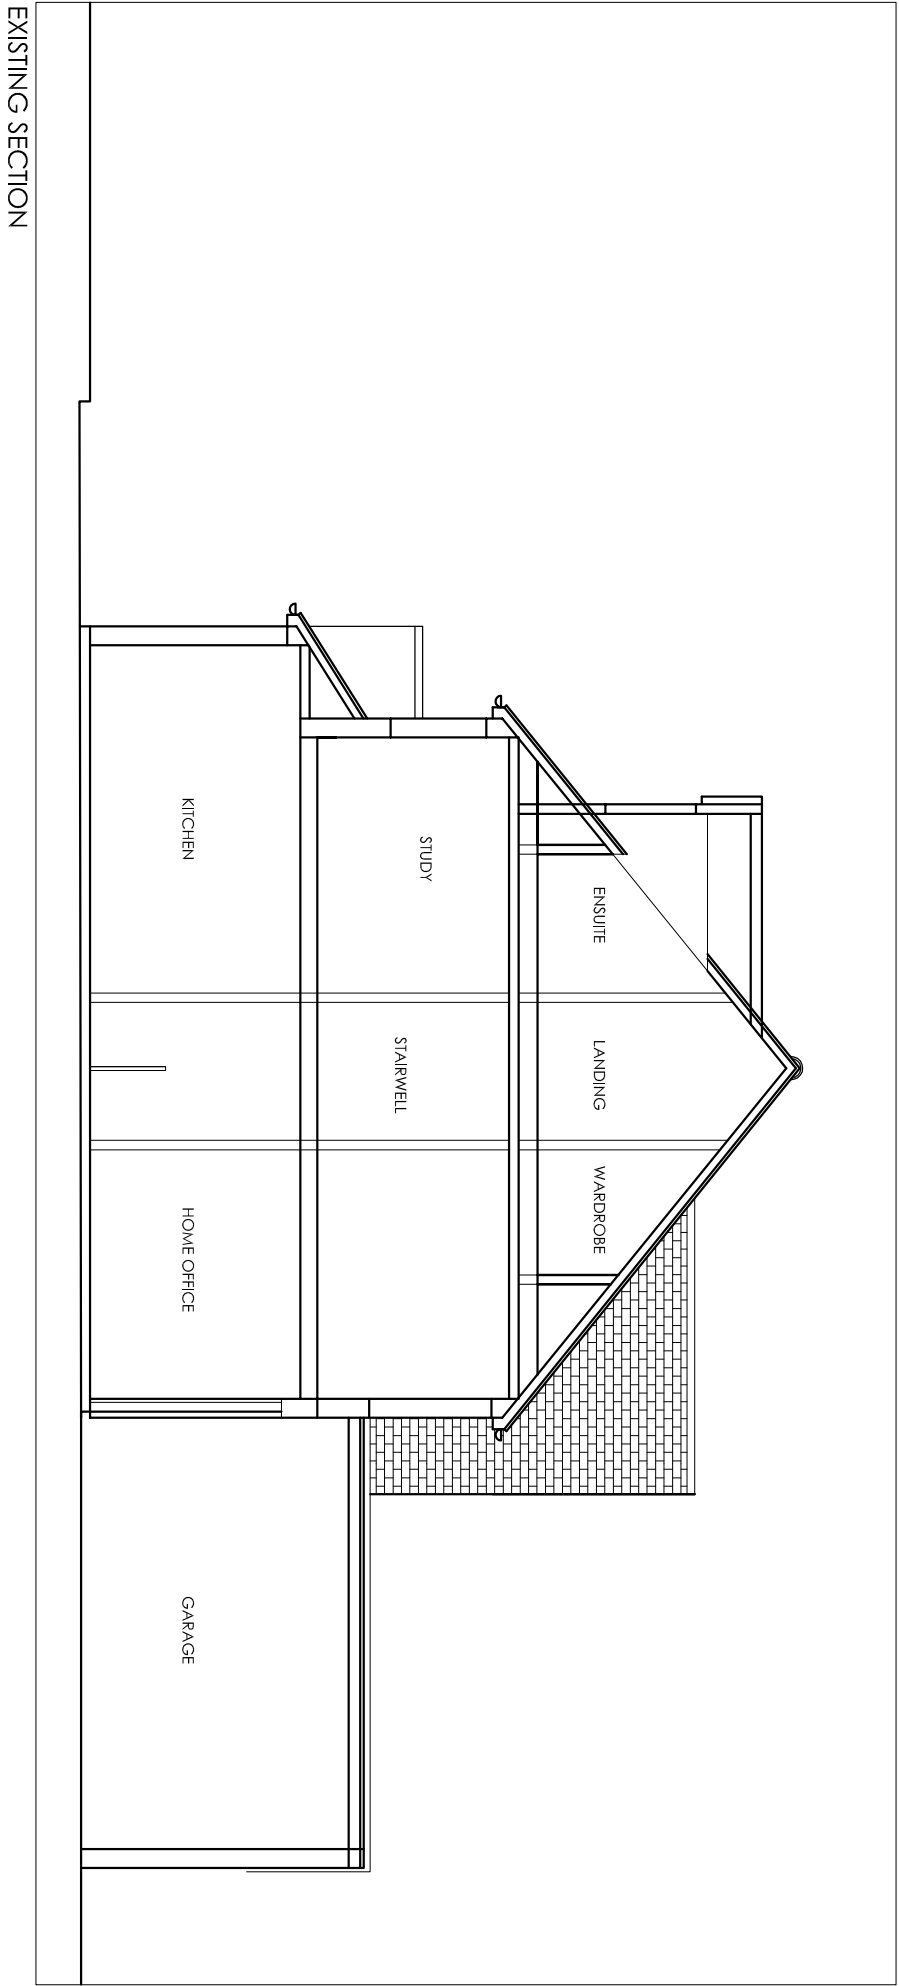 ENSUITE
LANDING
WARDROBE
STUDY
STAIRWELL
KITCHEN
HOME OFFICE
GARAGE
EXISTING SECTION